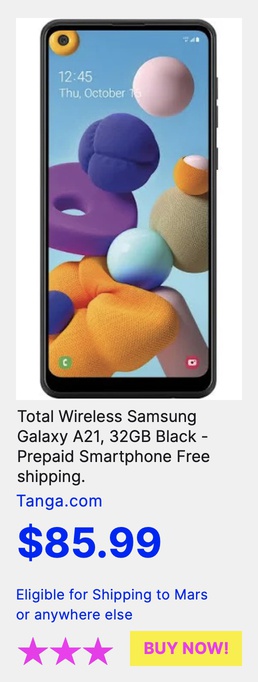 12:45
Thu, October
Total Wireless Samsung
Galaxy A21, 32GB Black -
Prepaid Smartphone Free
shipping.
Tanga.com
$85.99
Eligible for Shipping to Mars
or anywhere else
BUY NOW!